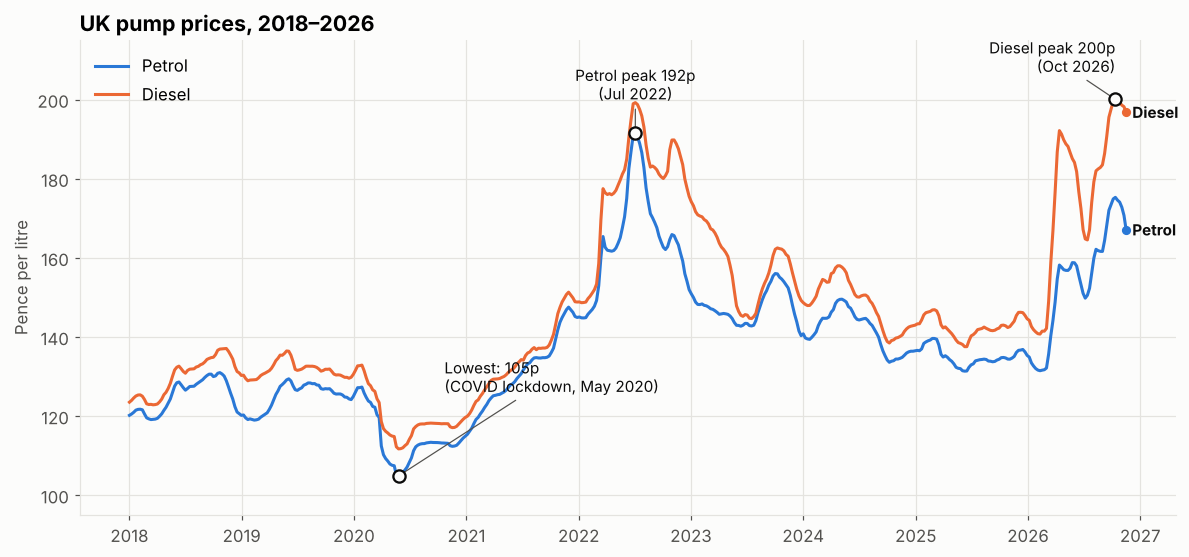 UK pump prices, 2018–2026
Petrol
Diesel
Petrol peak 192p
(Jul 2022)
Diesel peak 200p
(Oct 2026)
Diesel
Petrol
Lowest: 105p
(COVID lockdown, May 2020)
Pence per litre
200
180
160
140
120
100
2018
2019
2020
2021
2022
2023
2024
2025
2026
2027